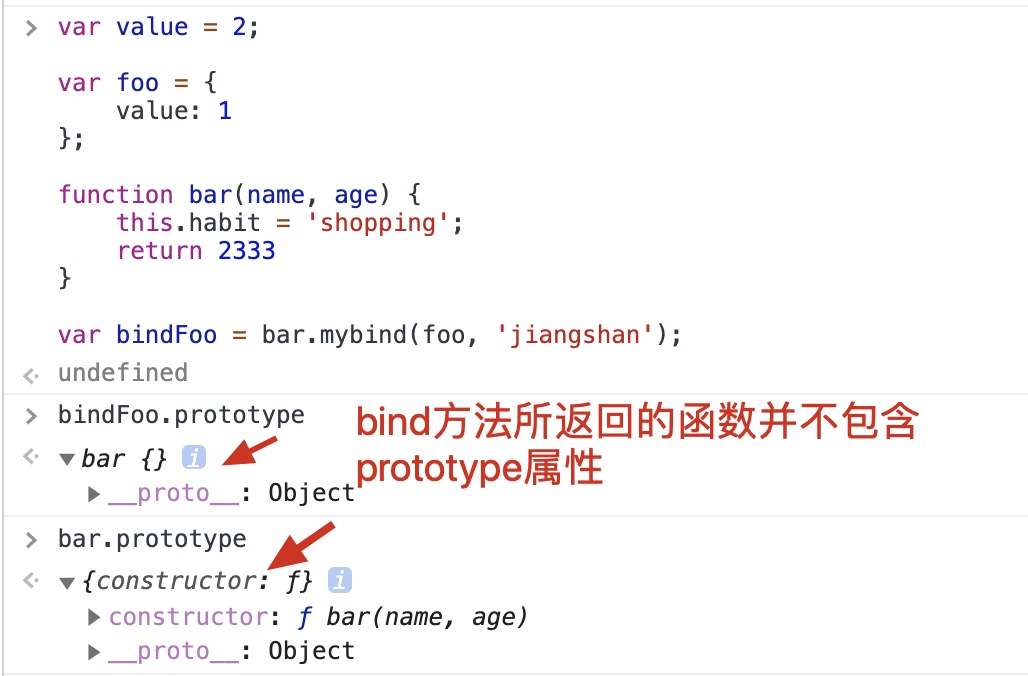 var value = 2;
var foo = {
value: 1
};
function bar(name, age) {
this.habit = 'shopping';
return 2333
}
var bindFoo = bar.mybind(foo, 'jiangshan');
undefined
bindFoo.prototype
bind方法所返回的函数并不包含
prototype属性
bar {} i
__proto__: Object
bar.prototype
{constructor: ƒ} i
constructor: ƒ bar(name, age)
__proto__: Object